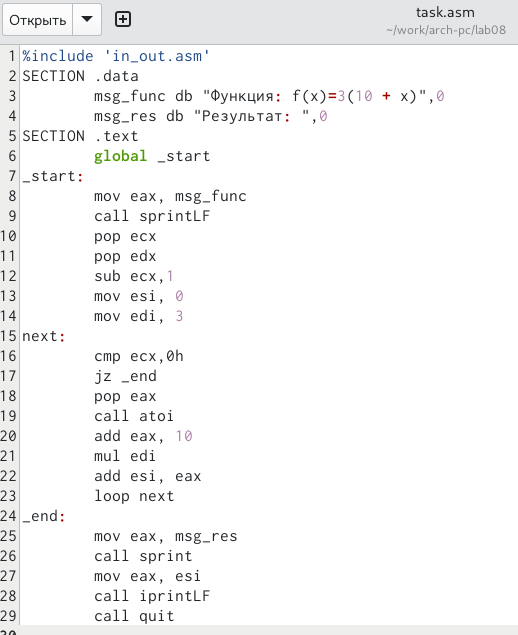 Открыть
task.asm
~/work/arch-pc/lab08
1 %include 'in_out.asm'
2 SECTION .data
3 msg_func db "Функция: f(x)=3(10 + x)",0
4 msg_res db "Результат: ",0
5 SECTION .text
6 global _start
7 _start:
8 mov eax, msg_func
9 call sprintLF
10 pop ecx
11 pop edx
12 sub ecx,1
13 mov esi, 0
14 mov edi, 3
15 next:
16 cmp ecx,0h
17 jz _end
18 pop eax
19 call atoi
20 add eax, 10
21 mul edi
22 add esi, eax
23 loop next
24 _end:
25 mov eax, msg_res
26 call sprint
27 mov eax, esi
28 call iprintLF
29 call quit
30